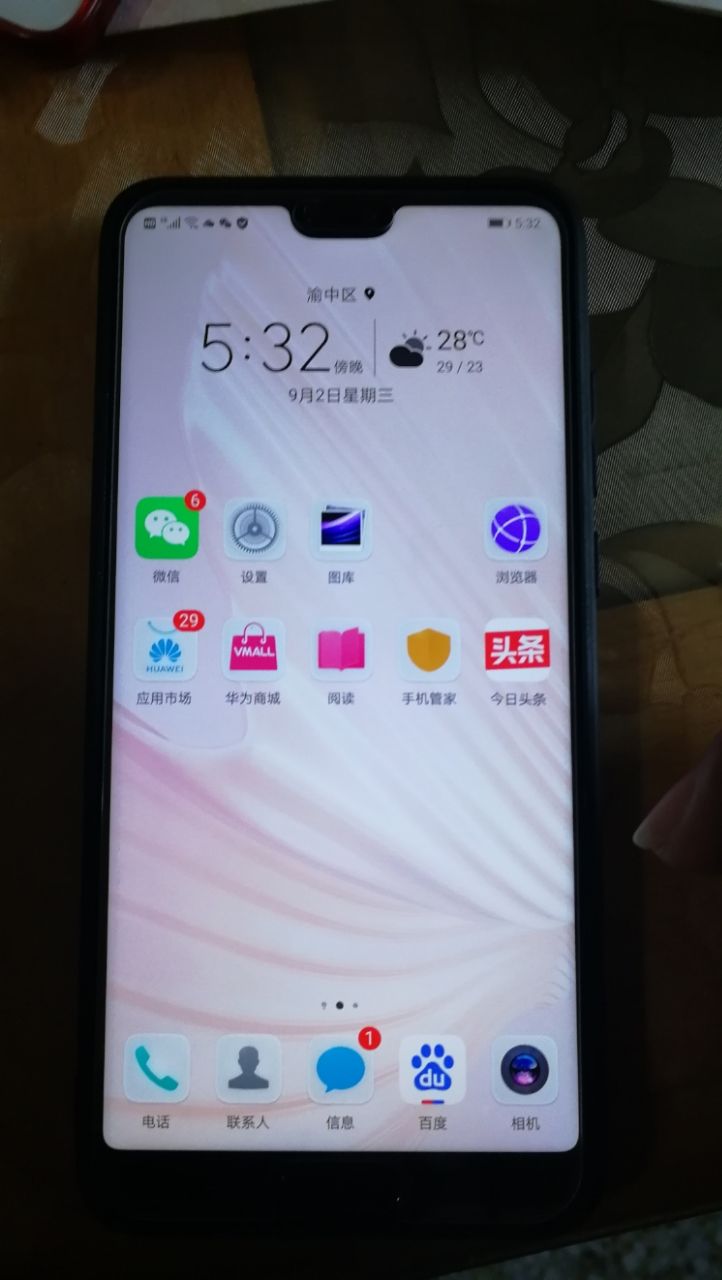 HD 5:32
渝中区
5:32 傍晚 28℃
29 / 23
9月2日星期三
6
微信 设置 图库 浏览器
29
HUAWEI VMALL 头条
应用市场 华为商城 阅读 手机管家 今日头条
1
du
电话 联系人 信息 百度 相机